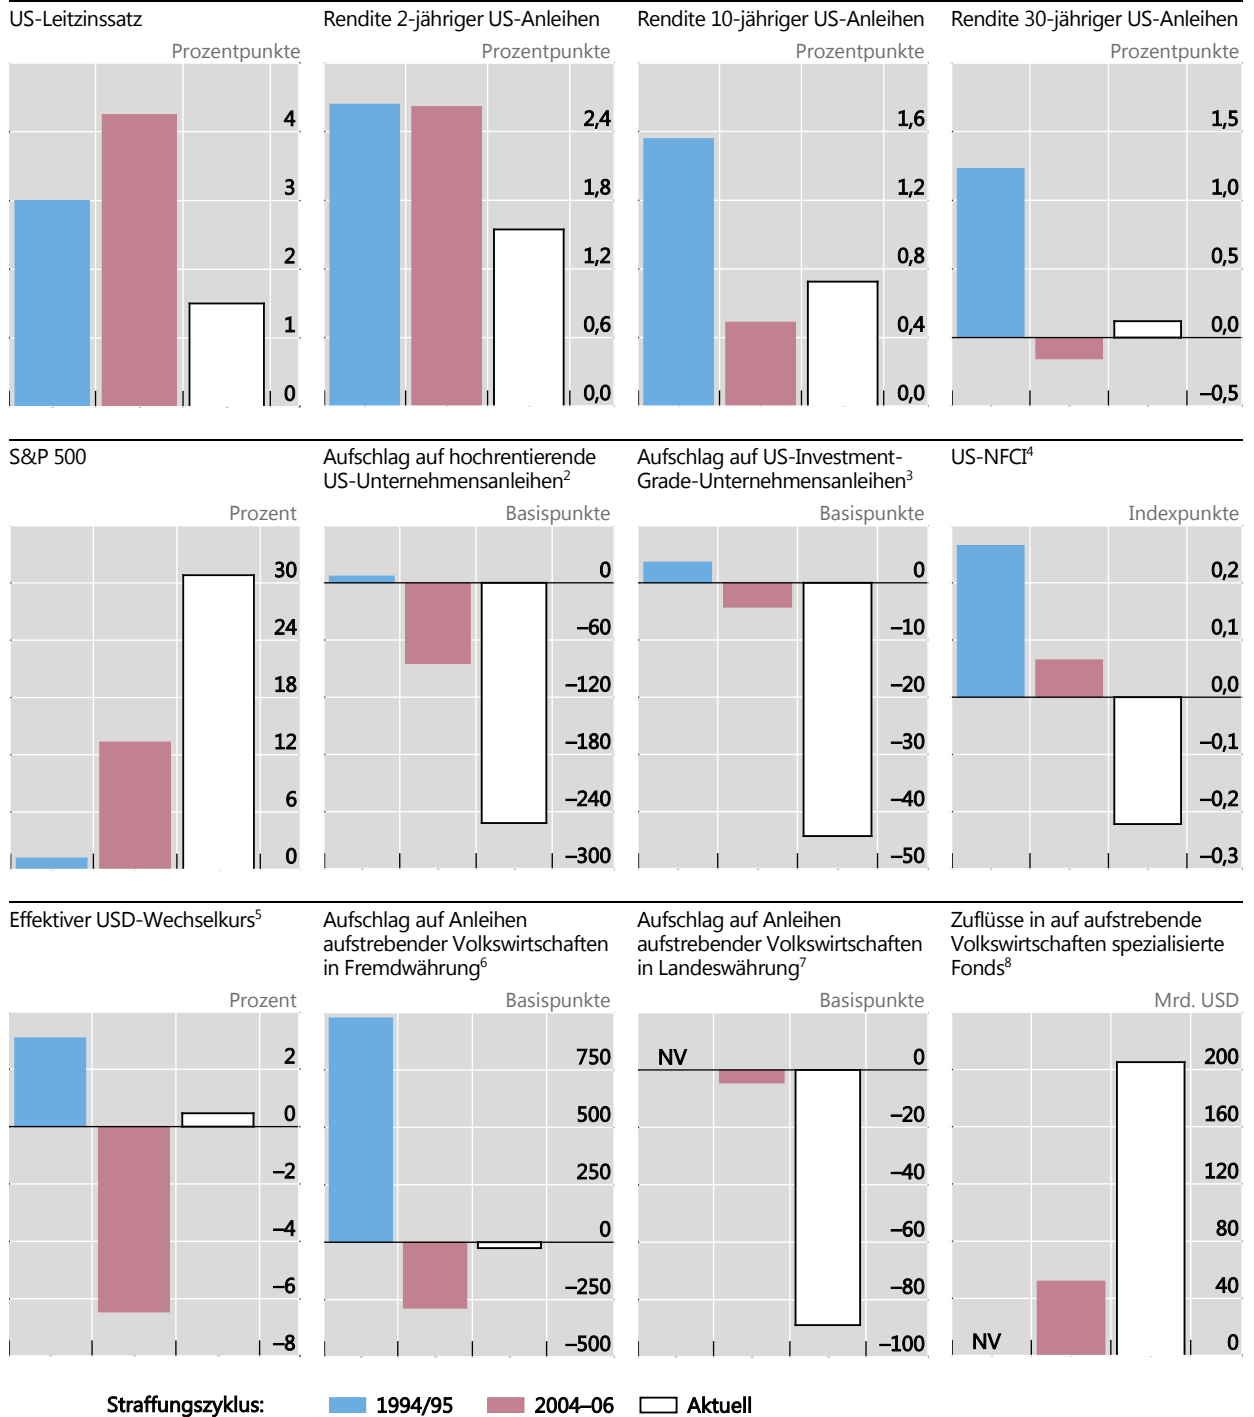 US-Leitzinssatz
Prozentpunkte
4
3
2
1
0
Rendite 2-jähriger US-Anleihen
Prozentpunkte
2,4
1,8
1,2
0,6
0,0
Rendite 10-jähriger US-Anleihen
Prozentpunkte
1,6
1,2
0,8
0,4
0,0
Rendite 30-jähriger US-Anleihen
Prozentpunkte
1,5
1,0
0,5
0,0
–0,5
S&P 500
Prozent
30
24
18
12
6
0
Aufschlag auf hochrentierende
US-Unternehmensanleihen²
Basispunkte
0
–60
–120
–180
–240
–300
Aufschlag auf US-Investment-
Grade-Unternehmensanleihen³
Basispunkte
0
–10
–20
–30
–40
–50
US-NFCI⁴
Indexpunkte
0,2
0,1
0,0
–0,1
–0,2
–0,3
Effektiver USD-Wechselkurs⁵
Prozent
2
0
–2
–4
–6
–8
Aufschlag auf Anleihen
aufstrebender Volkswirtschaften
in Fremdwährung⁶
Basispunkte
750
500
250
0
–250
–500
Aufschlag auf Anleihen
aufstrebender Volkswirtschaften
in Landeswährung⁷
Basispunkte
NV
0
–20
–40
–60
–80
–100
Zuflüsse in auf aufstrebende
Volkswirtschaften spezialisierte
Fonds⁸
Mrd. USD
200
160
120
80
40
0
NV
Straffungszyklus: 1994/95 2004–06 Aktuell